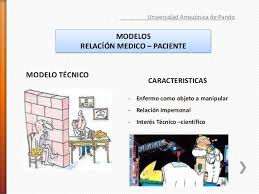 Universidad Amazónica de Pando
MODELOS
RELACIÓN MEDICO – PACIENTE
MODELO TÉCNICO
CARACTERISTICAS
- Enfermo como objeto a manipular
- Relación Impersonal
- Interés Técnico –científico